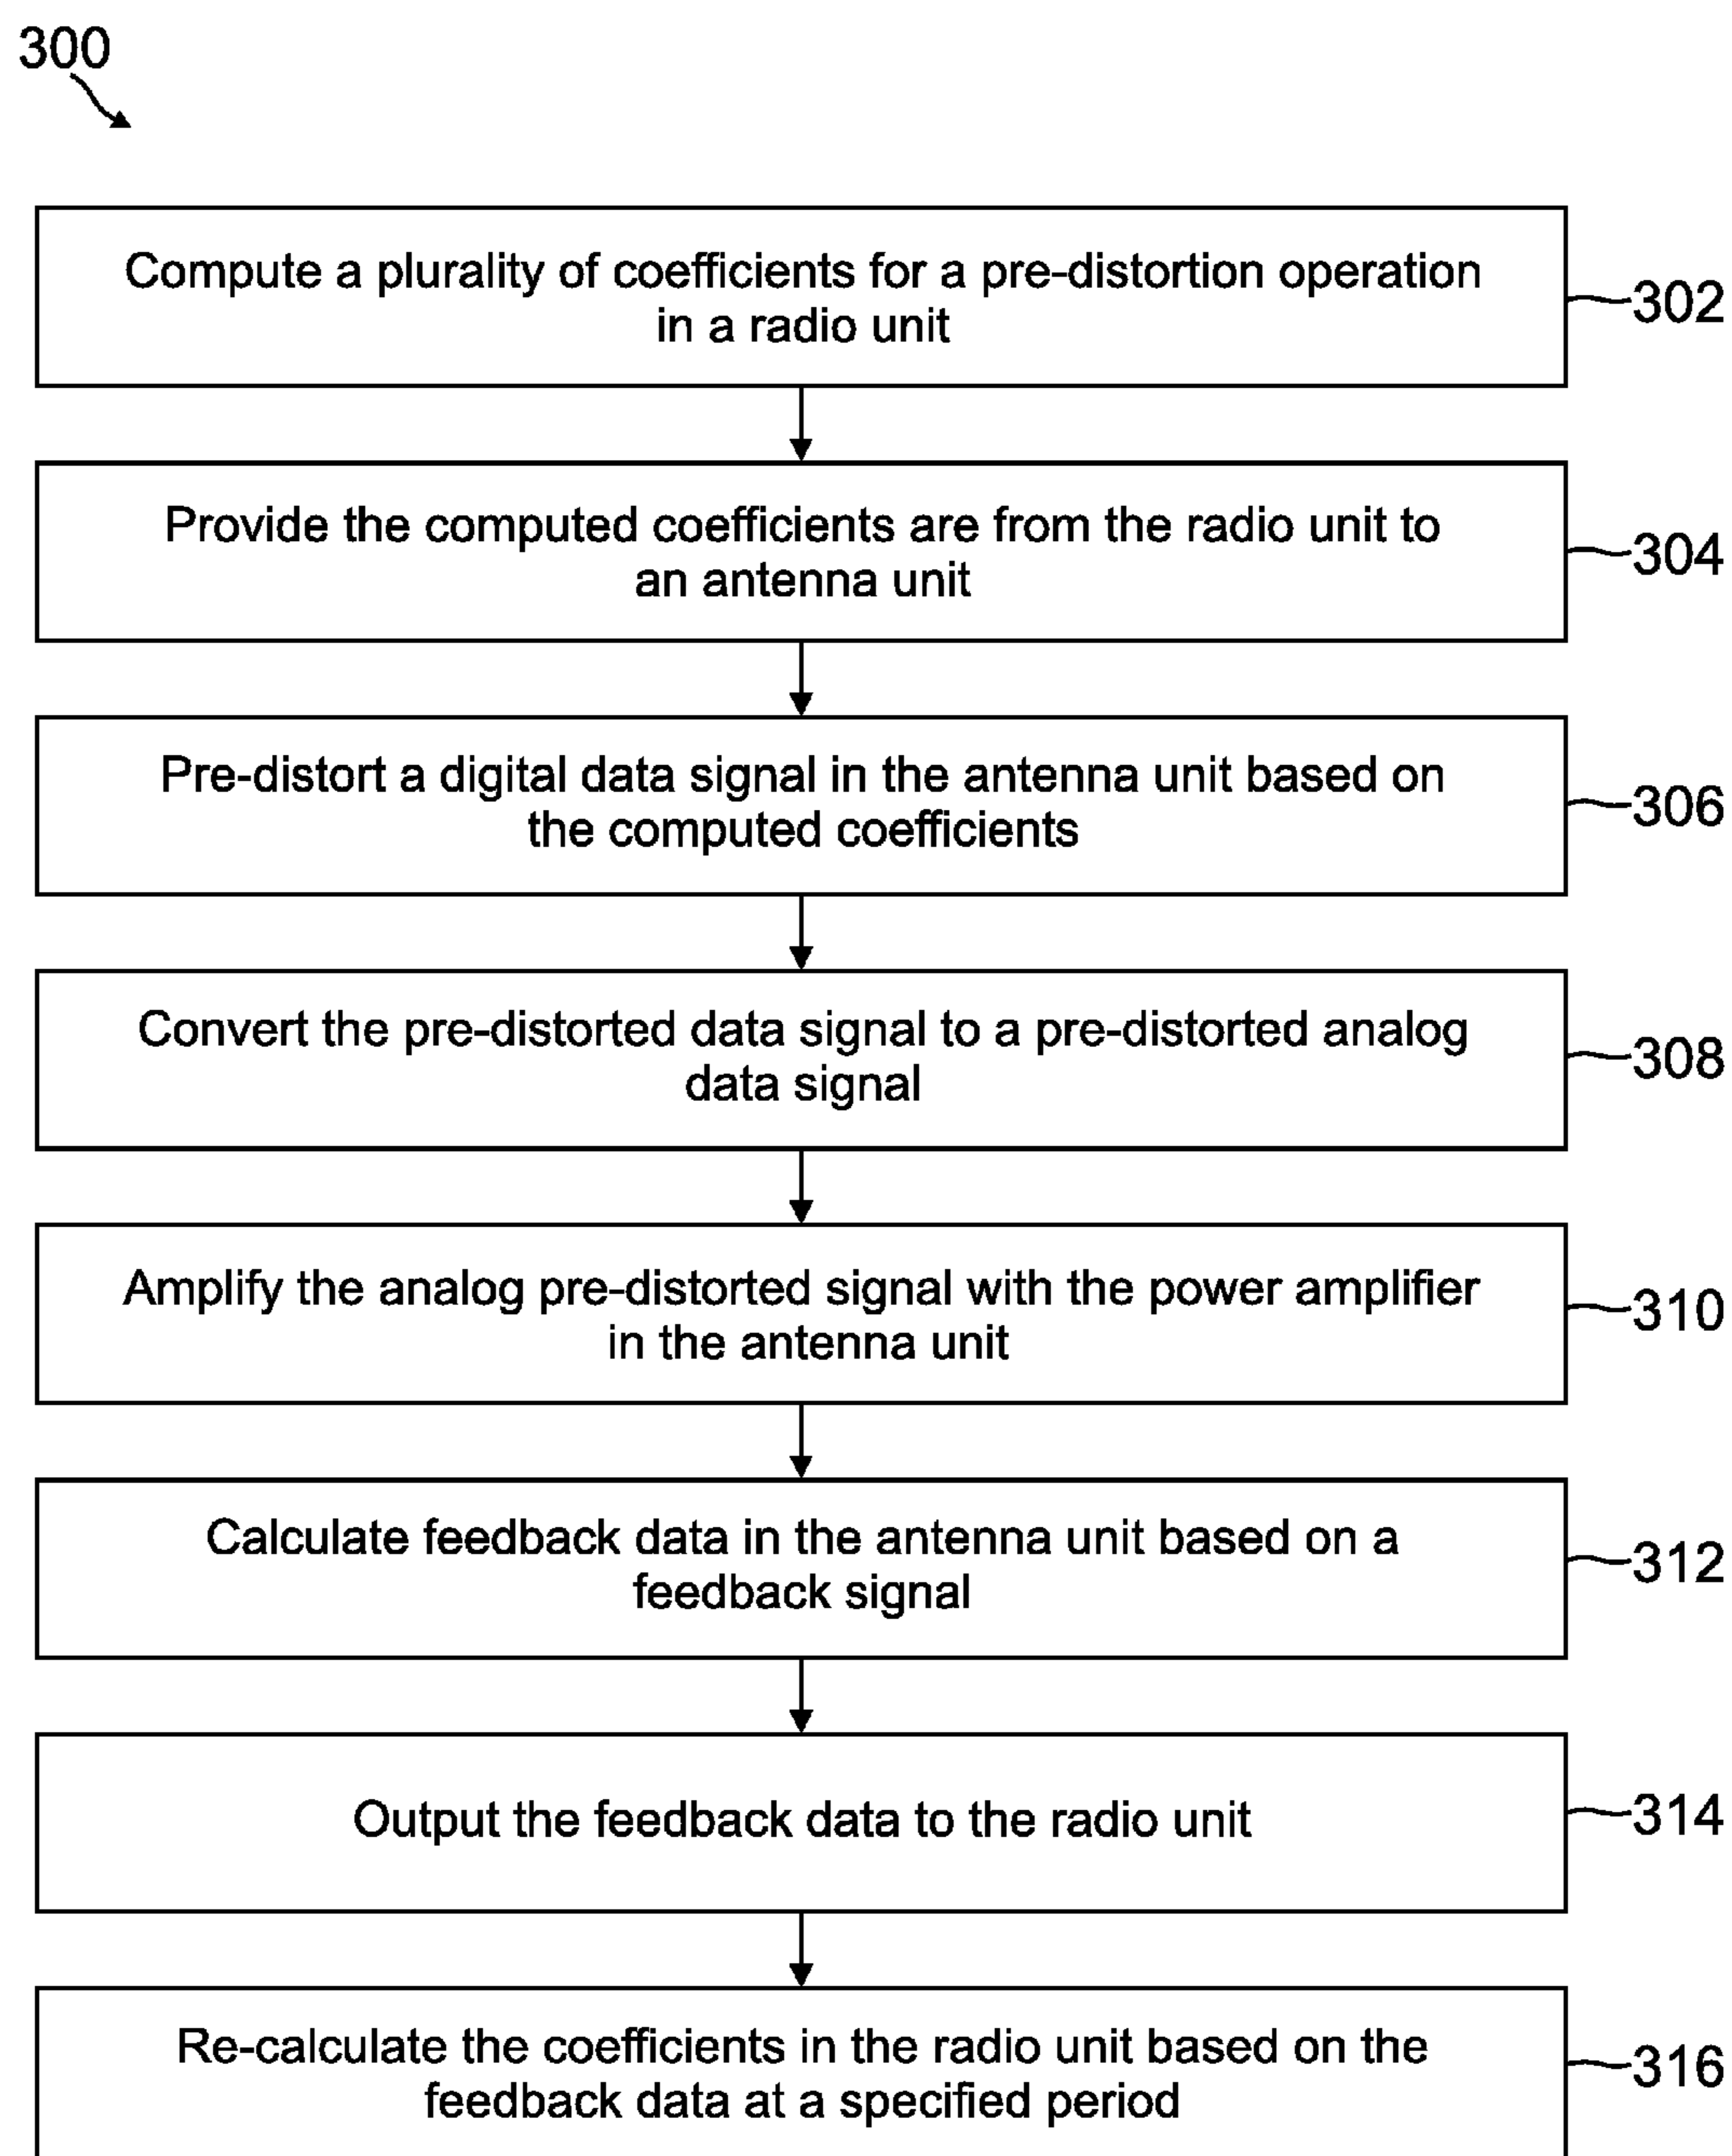 300
Compute a plurality of coefficients for a pre-distortion operation
in a radio unit
302
Provide the computed coefficients are from the radio unit to
an antenna unit
304
Pre-distort a digital data signal in the antenna unit based on
the computed coefficients
306
Convert the pre-distorted data signal to a pre-distorted analog
data signal
308
Amplify the analog pre-distorted signal with the power amplifier
in the antenna unit
310
Calculate feedback data in the antenna unit based on a
feedback signal
312
Output the feedback data to the radio unit
314
Re-calculate the coefficients in the radio unit based on the
feedback data at a specified period
316